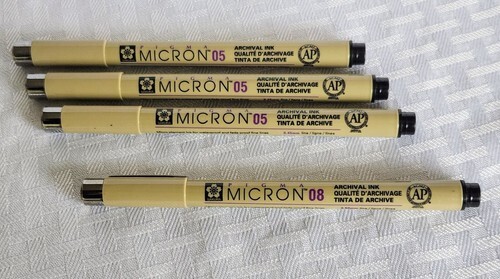 PIGMA
MICRON 05
ARCHIVAL INK
QUALITÉ D'ARCHIVAGE
TINTA DE ARCHIVE
AP
PIGMA
MICRON 05
ARCHIVAL INK
QUALITÉ D'ARCHIVAGE
TINTA DE ARCHIVE
AP
MICRON 05
ARCHIVAL INK
QUALITÉ D'ARCHIVAGE
TINTA DE ARCHIVE
AP
PIGMA
MICRON 08
ARCHIVAL INK
QUALITÉ D'ARCHIVAGE
TINTA DE ARCHIVE
AP